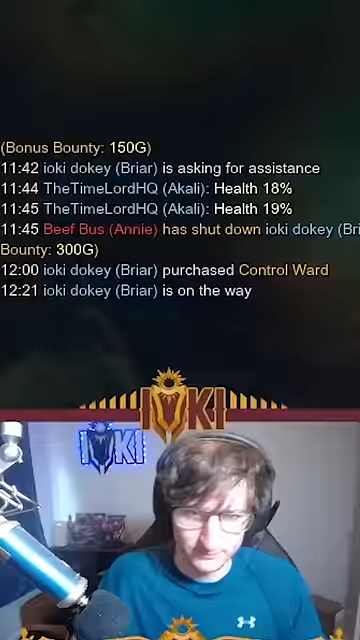 (Bonus Bounty: 150G)
11:42 ioki dokey (Briar) is asking for assistance
11:44 TheTimeLordHQ (Akali): Health 18%
11:45 TheTimeLordHQ (Akali): Health 19%
11:45 Beef Bus (Annie) has shut down ioki dokey (Bri
Bounty: 300G)
12:00 ioki dokey (Briar) purchased Control Ward
12:21 ioki dokey (Briar) is on the way
IOKI
IOKI